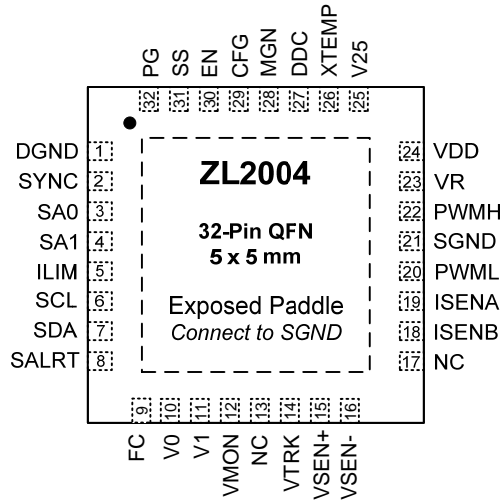 PG SS EN CFG MGN DDC XTEMP V25
32 31 30 29 28 27 26 25
DGND 1
SYNC 2
SA0 3
SA1 4
ILIM 5
SCL 6
SDA 7
SALRT 8
ZL2004
32-Pin QFN
5 x 5 mm
Exposed Paddle
Connect to SGND
24 VDD
23 VR
22 PWMH
21 SGND
20 PWML
19 ISENA
18 ISENB
17 NC
9 10 11 12 13 14 15 16
FC V0 V1 VMON NC VTRK VSEN+ VSEN-